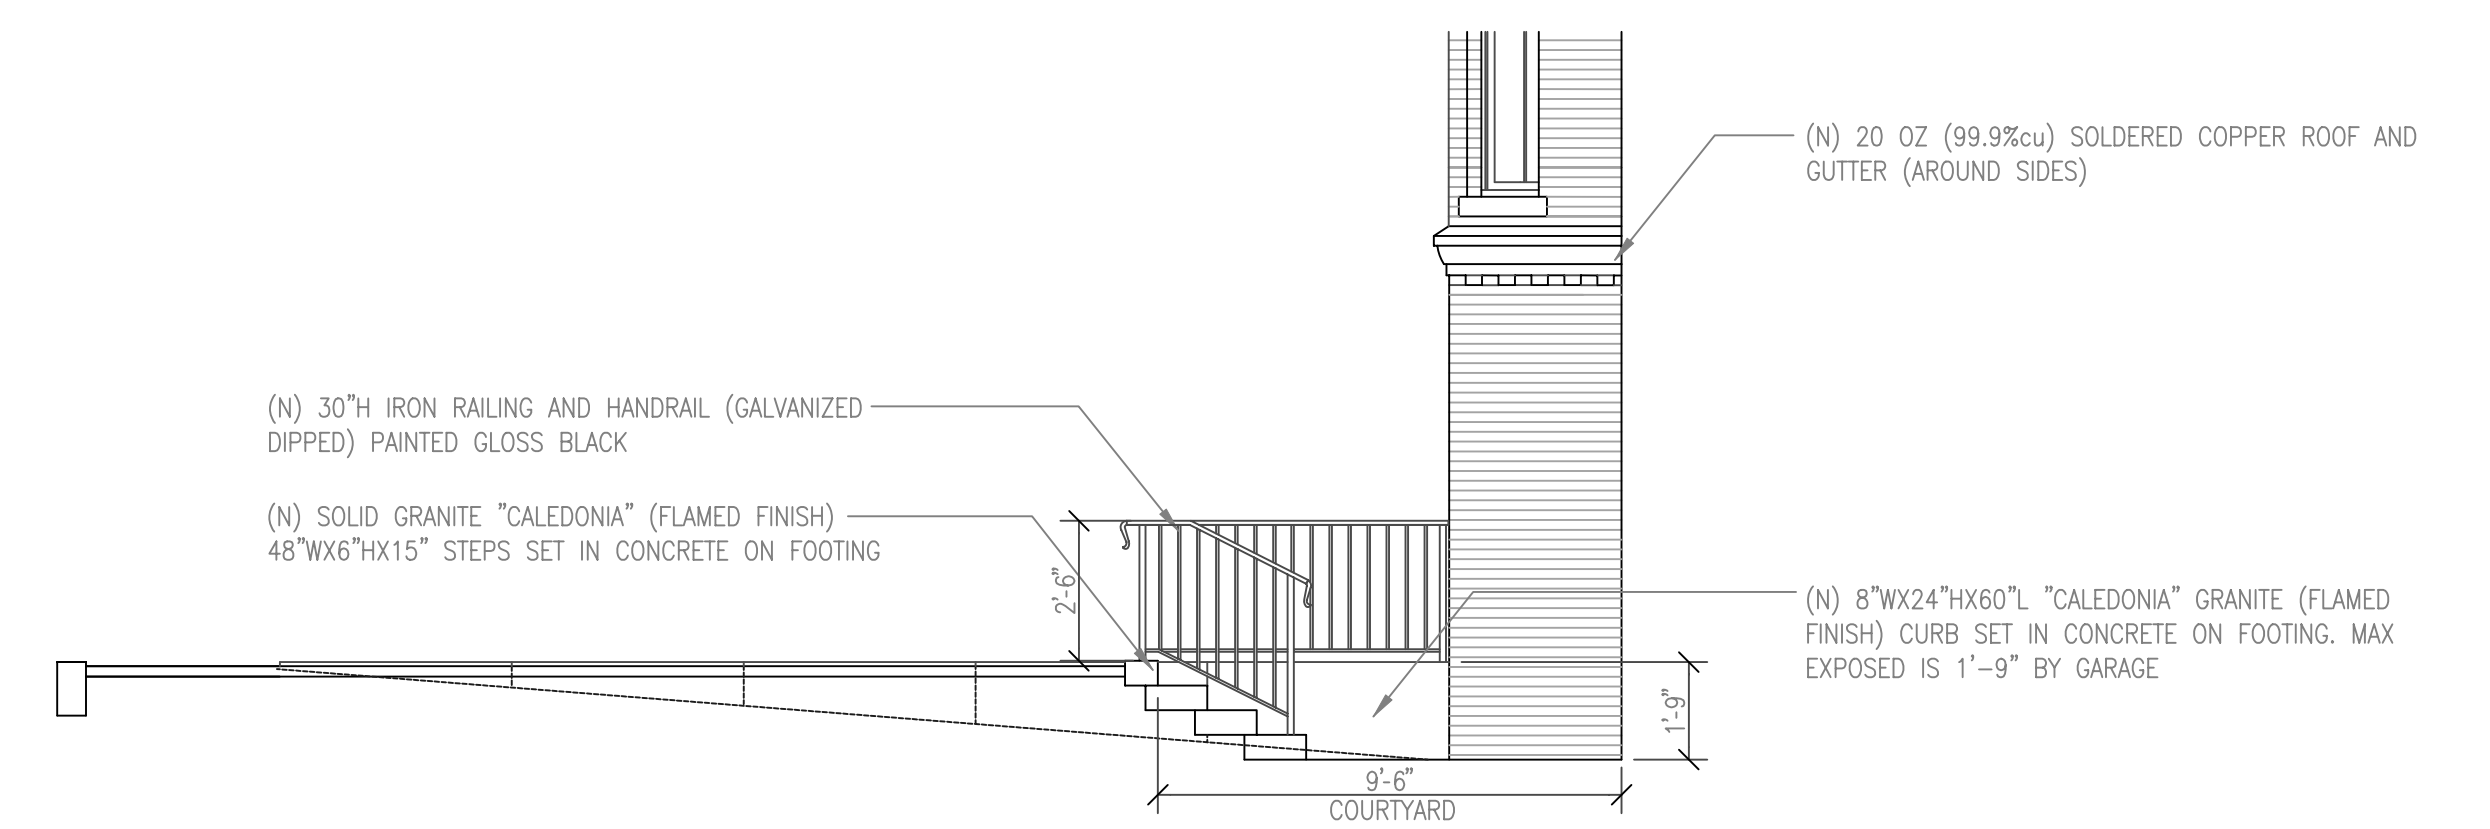 (N) 20 OZ (99.9%cu) SOLDERED COPPER ROOF AND
GUTTER (AROUND SIDES)
(N) 30"H IRON RAILING AND HANDRAIL (GALVANIZED
DIPPED) PAINTED GLOSS BLACK
(N) SOLID GRANITE "CALEDONIA" (FLAMED FINISH)
48"WX6"HX15" STEPS SET IN CONCRETE ON FOOTING
2'-6"
(N) 8"WX24"HX60"L "CALEDONIA" GRANITE (FLAMED
FINISH) CURB SET IN CONCRETE ON FOOTING. MAX
EXPOSED IS 1'-9" BY GARAGE
1'-9"
9'-6"
COURTYARD